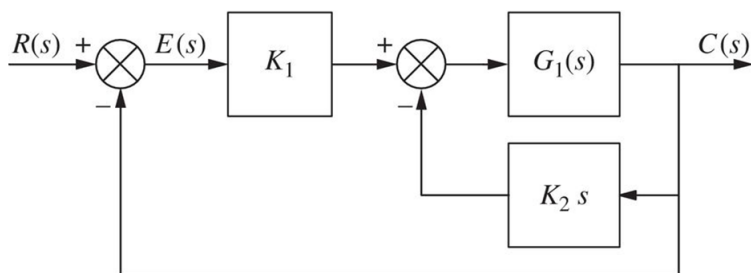 R(s) + E(s) K₁ + G₁(s) C(s)
− −
K₂ s